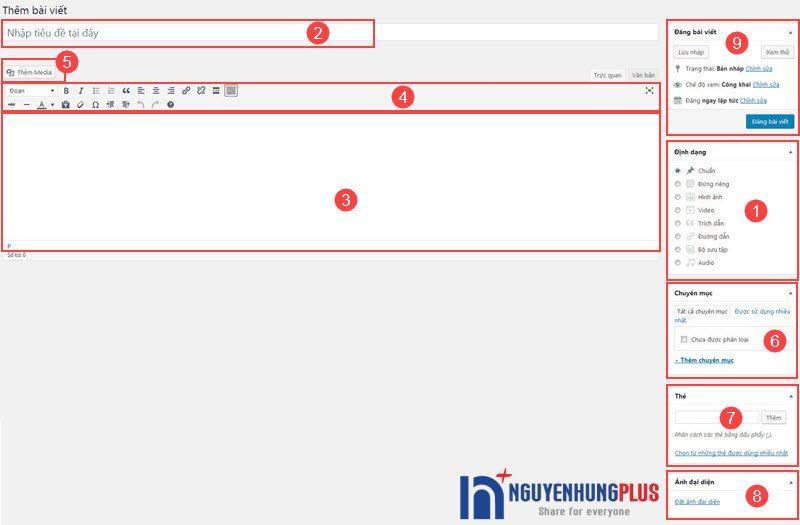 Thêm bài viết
Nhập tiêu đề tại đây
2
5
Thêm Media
Trực quan
Văn bản
Đoạn
B I
ABC
A
4
3
P
Số từ: 0
Đăng bài viết
9
Lưu nháp
Xem thử
Trạng thái: Bản nháp Chỉnh sửa
Chế độ xem: Công khai Chỉnh sửa
Đăng ngay lập tức Chỉnh sửa
Đăng bài viết
Định dạng
Chuẩn
Đứng riêng
Hình ảnh
Video
1
Trích dẫn
Đường dẫn
Bộ sưu tập
Audio
Chuyên mục
Tất cả chuyên mục
Được sử dụng nhiều
nhất
6
Chưa được phân loại
+ Thêm chuyên mục
Thẻ
7
Thêm
Phân cách các thẻ bằng dấu phẩy (,).
Chọn từ những thẻ được dùng nhiều nhất
Ảnh đại diện
8
Đặt ảnh đại diện
NGUYENHUNGPLUS
Share for everyone